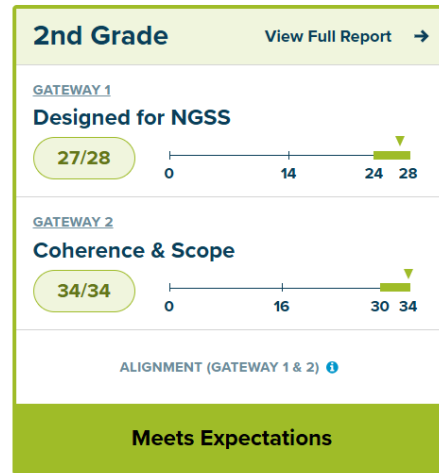 2nd Grade View Full Report →
GATEWAY 1
Designed for NGSS
27/28
0 14 24 28
GATEWAY 2
Coherence & Scope
34/34
0 16 30 34
ALIGNMENT (GATEWAY 1 & 2) i
Meets Expectations